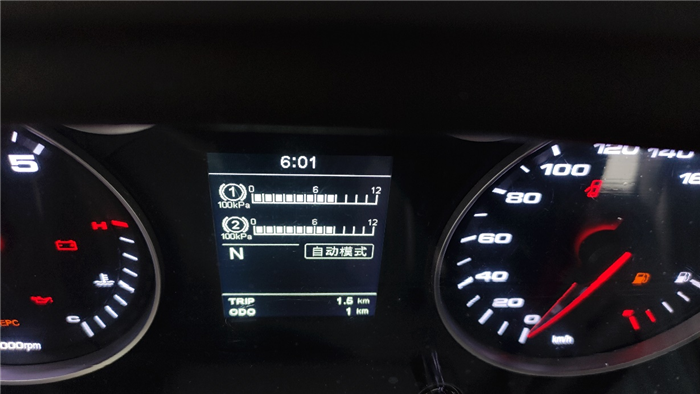 6:01
1 0 6 12
100kPa
2 0 6 12
100kPa
N 自动模式
TRIP 1.6 km
ODO 1 km
5
H
C
EPC
000rpm
120 140
100
80
60
40
20
0
km/h